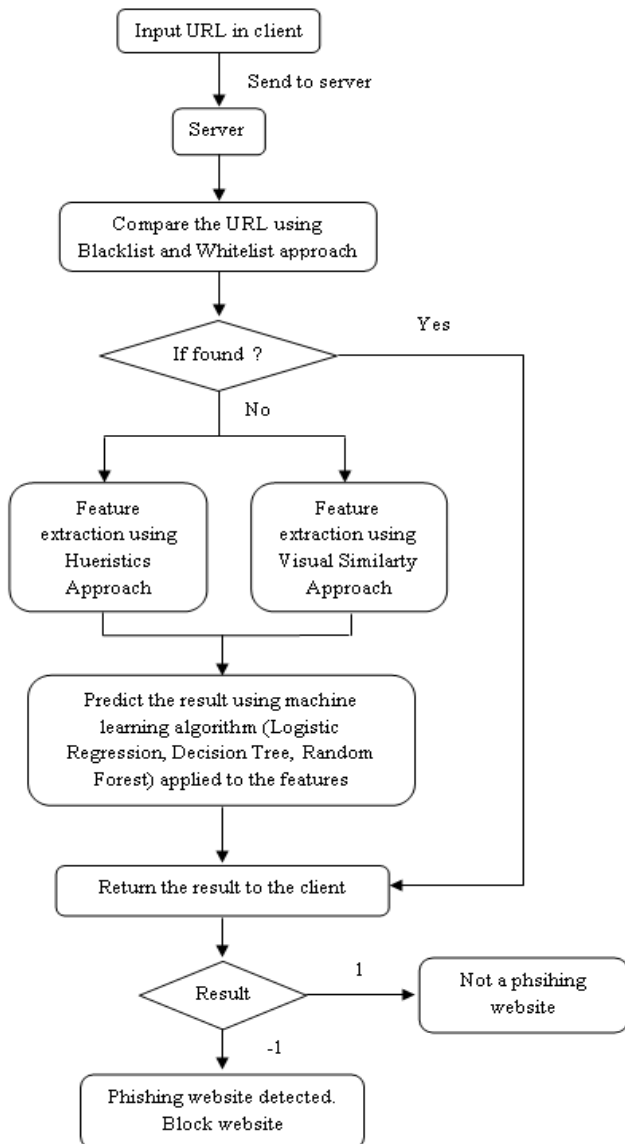 Input URL in client
Send to server
Server
Compare the URL using
Blacklist and Whitelist approach
Yes
If found ?
No
Feature
extraction using
Hueristics
Approach
Feature
extraction using
Visual Similarty
Approach
Predict the result using machine
learning algorithm (Logistic
Regression, Decision Tree, Random
Forest) applied to the features
Return the result to the client
Result
1
Not a phsihing
website
-1
Phishing website detected.
Block website